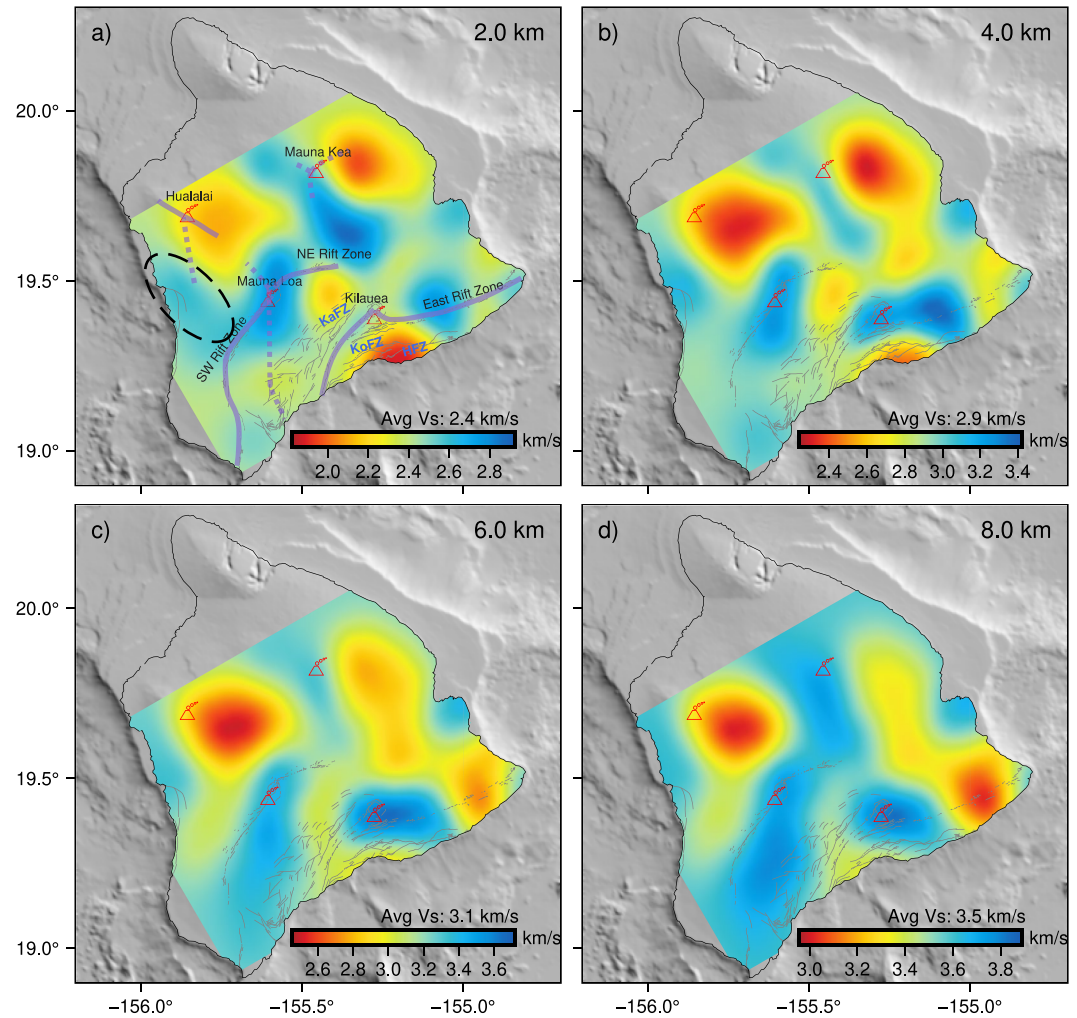 a)
2.0 km
20.0°
Mauna Kea
Hualalai
NE Rift Zone
19.5°
Mauna Loa
Kilauea
East Rift Zone
KaFZ
KoFZ
HFZ
SW Rift Zone
19.0°
Avg Vs: 2.4 km/s
km/s
2.0 2.2 2.4 2.6 2.8
b)
4.0 km
Avg Vs: 2.9 km/s
km/s
2.4 2.6 2.8 3.0 3.2 3.4
c)
6.0 km
20.0°
19.5°
19.0°
Avg Vs: 3.1 km/s
km/s
2.6 2.8 3.0 3.2 3.4 3.6
−156.0° −155.5° −155.0°
d)
8.0 km
Avg Vs: 3.5 km/s
km/s
3.0 3.2 3.4 3.6 3.8
−156.0° −155.5° −155.0°